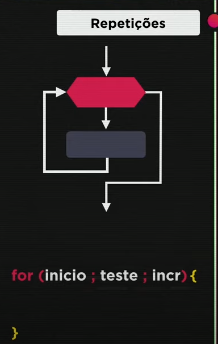 Repetições
for (inicio ; teste ; incr) {
}